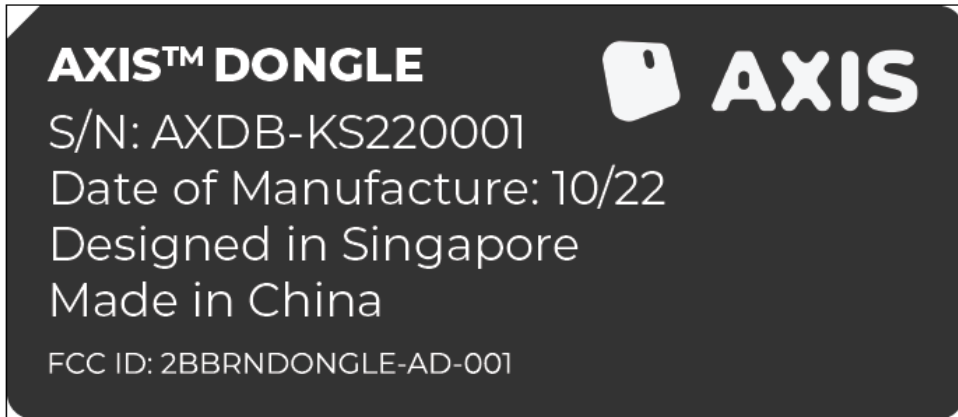 AXIS™ DONGLE
AXIS
S/N: AXDB-KS220001
Date of Manufacture: 10/22
Designed in Singapore
Made in China
FCC ID: 2BBRNDONGLE-AD-001